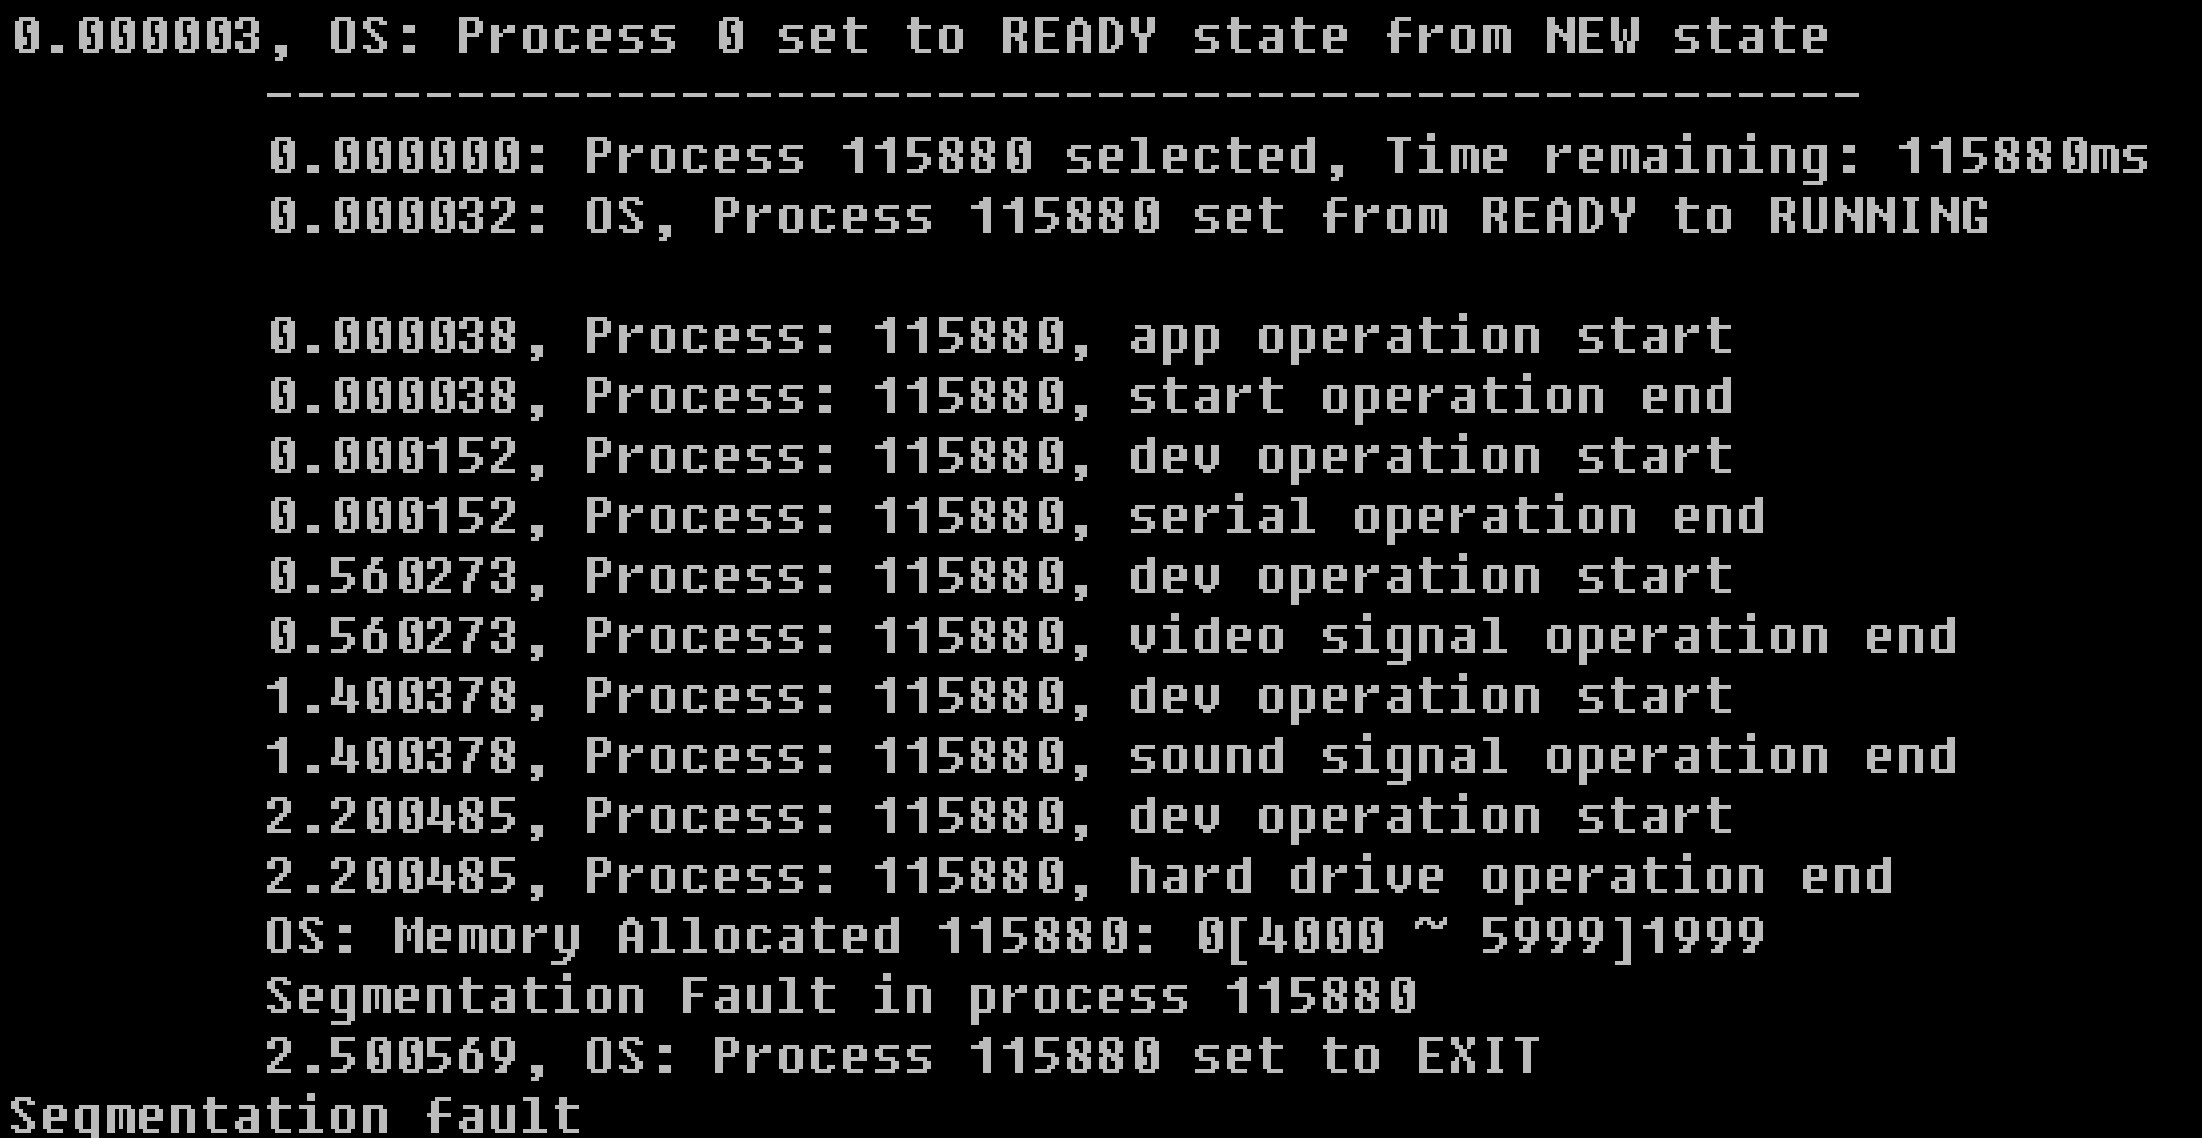 0.000003, OS: Process 0 set to READY state from NEW state
--------------------------------------------------
0.000000: Process 115880 selected, Time remaining: 115880ms
0.000032: OS, Process 115880 set from READY to RUNNING
0.000038, Process: 115880, app operation start
0.000038, Process: 115880, start operation end
0.000152, Process: 115880, dev operation start
0.000152, Process: 115880, serial operation end
0.560273, Process: 115880, dev operation start
0.560273, Process: 115880, video signal operation end
1.400378, Process: 115880, dev operation start
1.400378, Process: 115880, sound signal operation end
2.200485, Process: 115880, dev operation start
2.200485, Process: 115880, hard drive operation end
OS: Memory Allocated 115880: 0[4000 ~ 5999]1999
Segmentation Fault in process 115880
2.500569, OS: Process 115880 set to EXIT
Segmentation fault